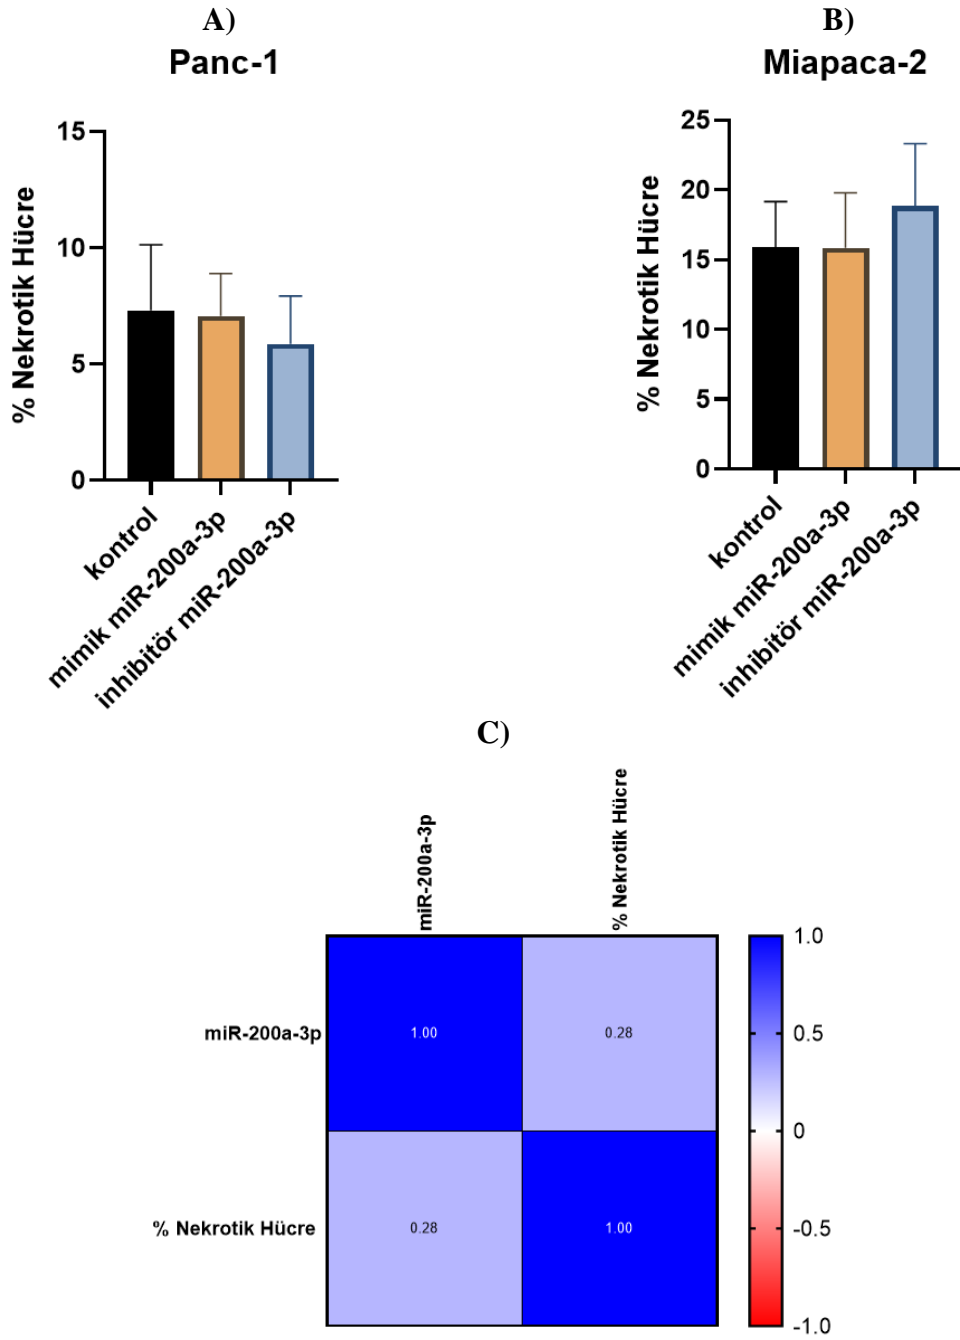 A)
Panc-1
% Nekrotik Hücre
15
10
5
0
kontrol
mimik miR-200a-3p
inhibitör miR-200a-3p
B)
Miapaca-2
% Nekrotik Hücre
25
20
15
10
5
0
kontrol
mimik miR-200a-3p
inhibitör miR-200a-3p
C)
miR-200a-3p
% Nekrotik Hücre
miR-200a-3p
1.00
0.28
% Nekrotik Hücre
0.28
1.00
1.0
0.5
0
-0.5
-1.0